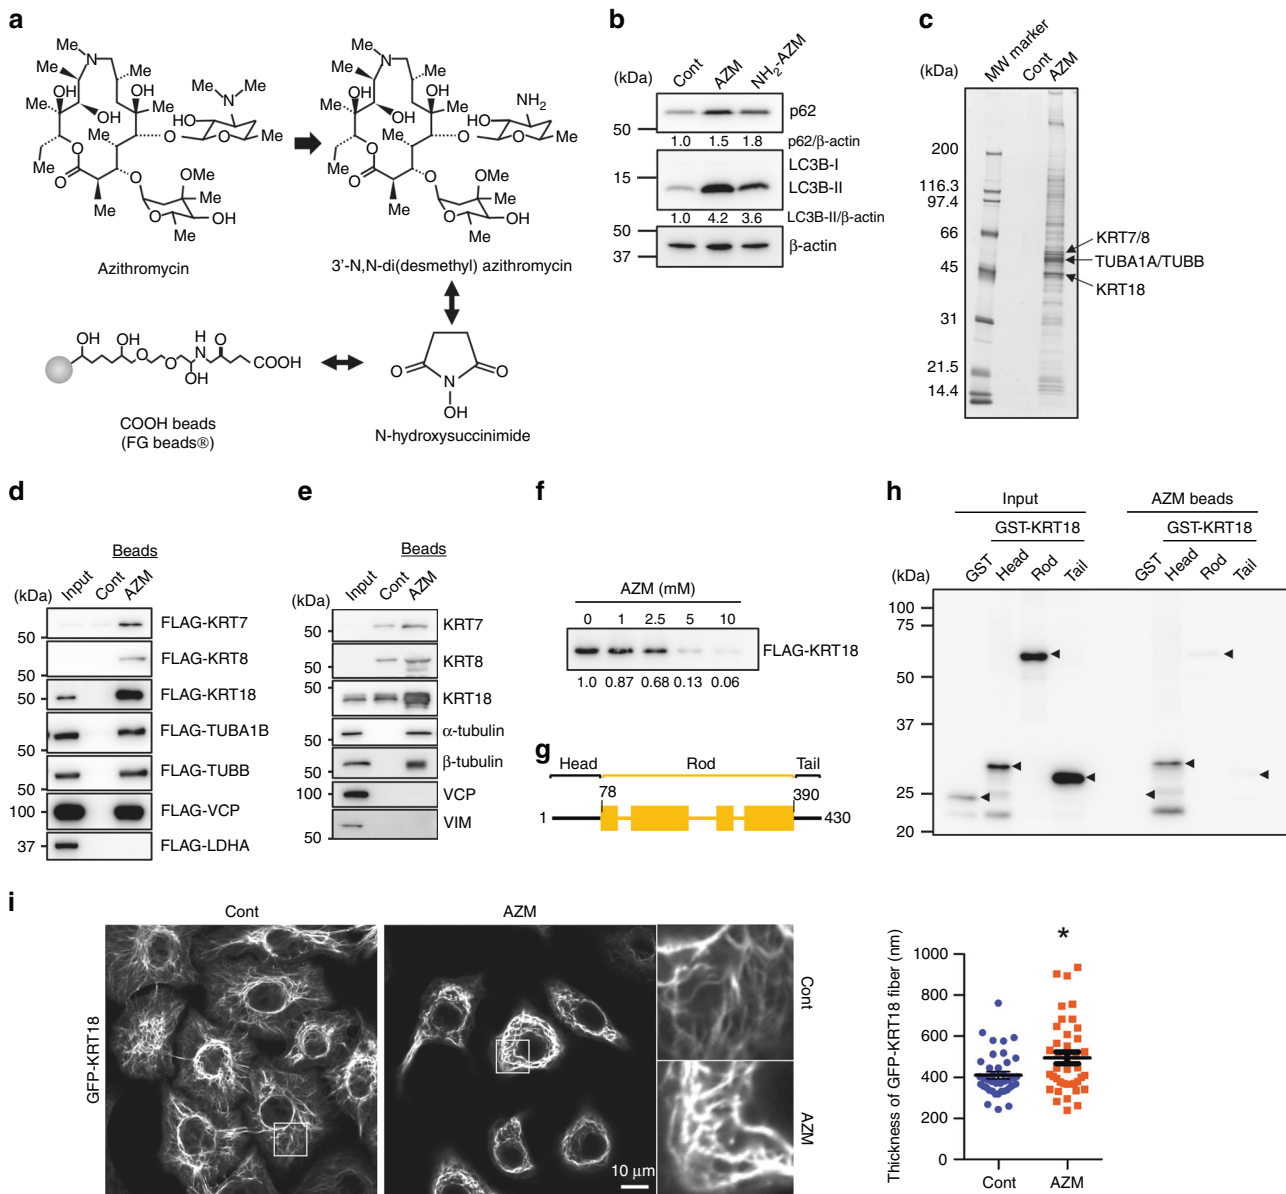 a
Me
N
Me
Me
OH
OH
OH
Me
Me
Me
Me
N
Me
HO
O
O
Me
O
O
Me
O
OMe
Me
O
OH
Me
Azithromycin
Me
N
Me
Me
OH
OH
OH
Me
Me
Me
NH2
HO
O
O
Me
Me
O
O
Me
O
OMe
Me
O
OH
Me
3'-N,N-di(desmethyl) azithromycin
OH
OH
O
O
H
N
OH
O
COOH
COOH beads
(FG beads®)
O
N
O
OH
N-hydroxysuccinimide
b
(kDa)
Cont
AZM
NH2-AZM
50
p62
1.0 1.5 1.8 p62/β-actin
15
LC3B-I
LC3B-II
1.0 4.2 3.6 LC3B-II/β-actin
50
37
β-actin
c
(kDa)
MW marker
Cont
AZM
200
116.3
97.4
66
45
31
21.5
14.4
KRT7/8
TUBA1A/TUBB
KRT18
d
Beads
(kDa)
Input
Cont
AZM
50 FLAG-KRT7
50 FLAG-KRT8
50 FLAG-KRT18
50 FLAG-TUBA1B
50 FLAG-TUBB
100 FLAG-VCP
37 FLAG-LDHA
e
Beads
(kDa)
Input
Cont
AZM
50 KRT7
50 KRT8
50 KRT18
50 α-tubulin
50 β-tubulin
100 VCP
50 VIM
f
AZM (mM)
0 1 2.5 5 10
FLAG-KRT18
1.0 0.87 0.68 0.13 0.06
g
Head Rod Tail
78 390
1 430
h
Input AZM beads
GST-KRT18 GST-KRT18
(kDa)
GST Head Rod Tail GST Head Rod Tail
100
75
50
37
25
20
i
Cont AZM
GFP-KRT18
10 μm
Cont
AZM
Thickness of GFP-KRT18 fiber (nm)
1000
800
600
400
200
0
*
Cont AZM